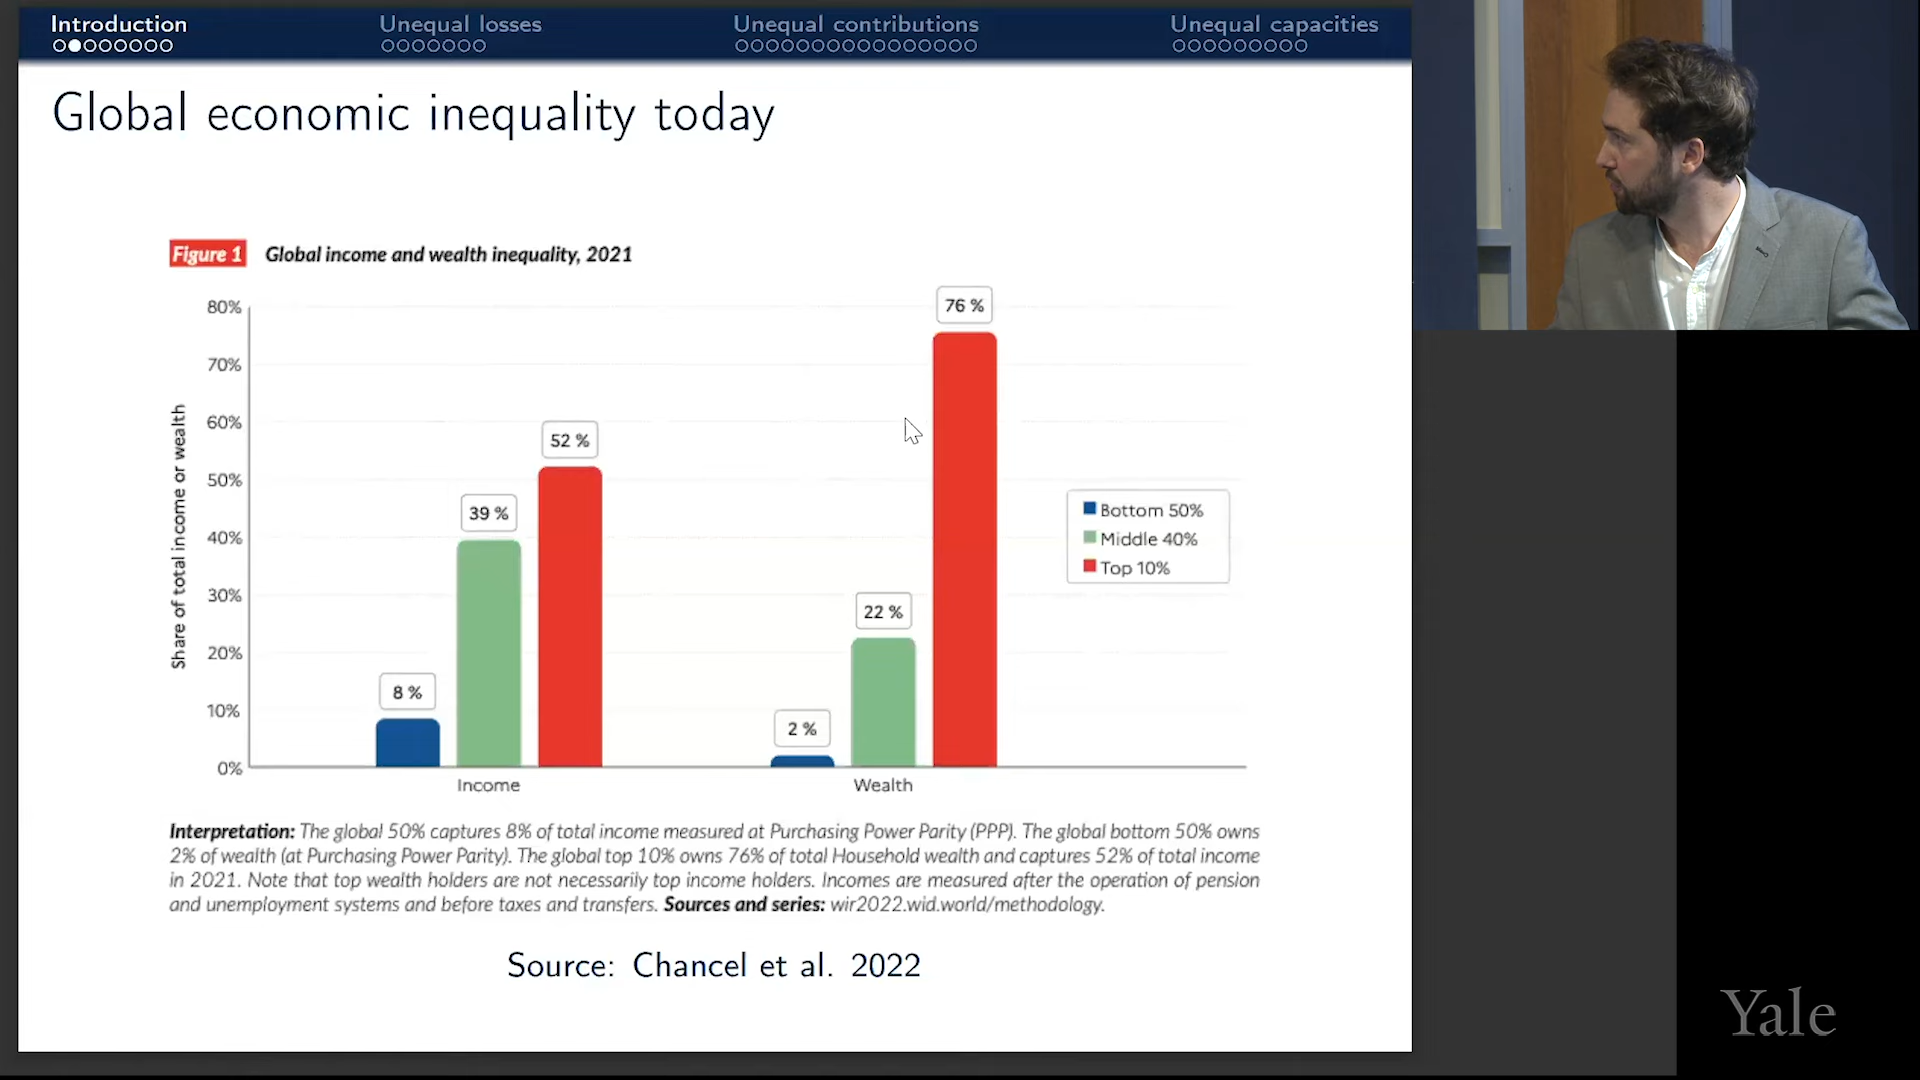 Introduction
Unequal losses
Unequal contributions
Unequal capacities
Global economic inequality today
Figure 1 Global income and wealth inequality, 2021
Share of total income or wealth
80%
70%
60%
50%
40%
30%
20%
10%
0%
8 %
39 %
52 %
2 %
22 %
76 %
Income
Wealth
Bottom 50%
Middle 40%
Top 10%
Interpretation: The global 50% captures 8% of total income measured at Purchasing Power Parity (PPP). The global bottom 50% owns
2% of wealth (at Purchasing Power Parity). The global top 10% owns 76% of total Household wealth and captures 52% of total income
in 2021. Note that top wealth holders are not necessarily top income holders. Incomes are measured after the operation of pension
and unemployment systems and before taxes and transfers. Sources and series: wir2022.wid.world/methodology.
Source: Chancel et al. 2022
Yale